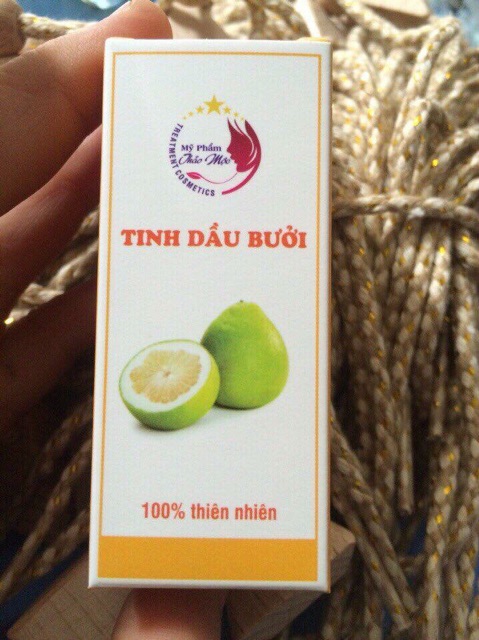 Mỹ Phẩm
Thảo Mộc
TREATMENT COSMETICS
TINH DẦU BƯỞI
100% thiên nhiên